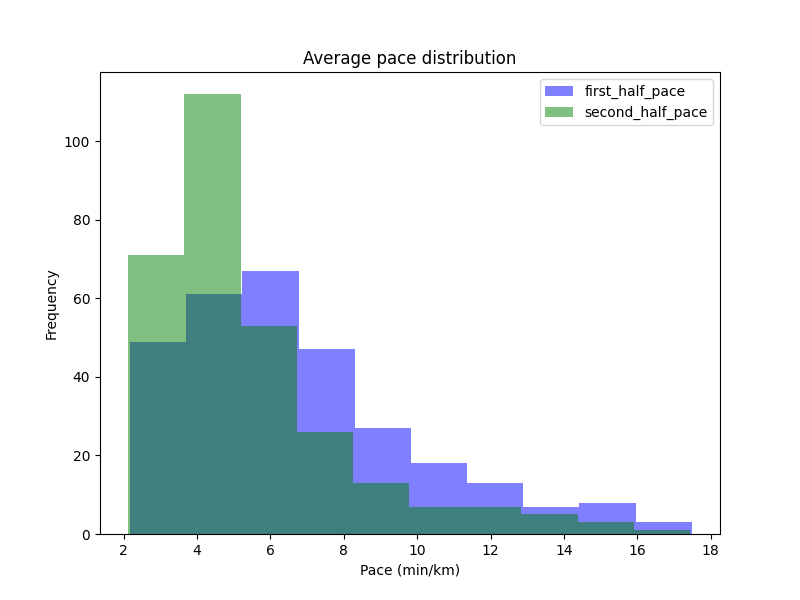 Average pace distribution
first_half_pace
second_half_pace
Frequency
100
80
60
40
20
0
2 4 6 8 10 12 14 16 18
Pace (min/km)